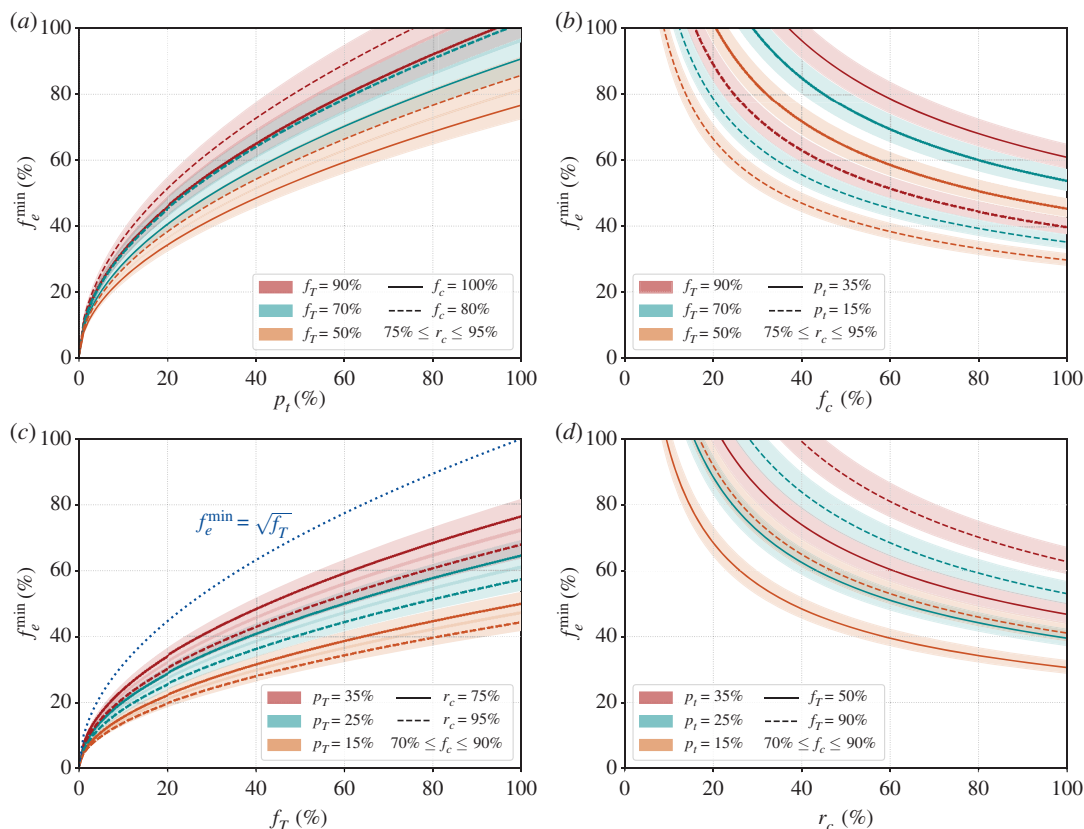 (a)
100
80
60
40
20
0
f_e^min (%)
0 20 40 60 80 100
p_t (%)
f_T = 90% f_c = 100%
f_T = 70% f_c = 80%
f_T = 50% 75% ≤ r_c ≤ 95%
(b)
100
80
60
40
20
0
f_e^min (%)
0 20 40 60 80 100
f_c (%)
f_T = 90% p_t = 35%
f_T = 70% p_t = 15%
f_T = 50% 75% ≤ r_c ≤ 95%
(c)
100
80
60
40
20
0
f_e^min (%)
f_e^min = √f_T
0 20 40 60 80 100
f_T (%)
p_T = 35% r_c = 75%
p_T = 25% r_c = 95%
p_T = 15% 70% ≤ f_c ≤ 90%
(d)
100
80
60
40
20
0
f_e^min (%)
0 20 40 60 80 100
r_c (%)
p_t = 35% f_T = 50%
p_t = 25% f_T = 90%
p_t = 15% 70% ≤ f_c ≤ 90%